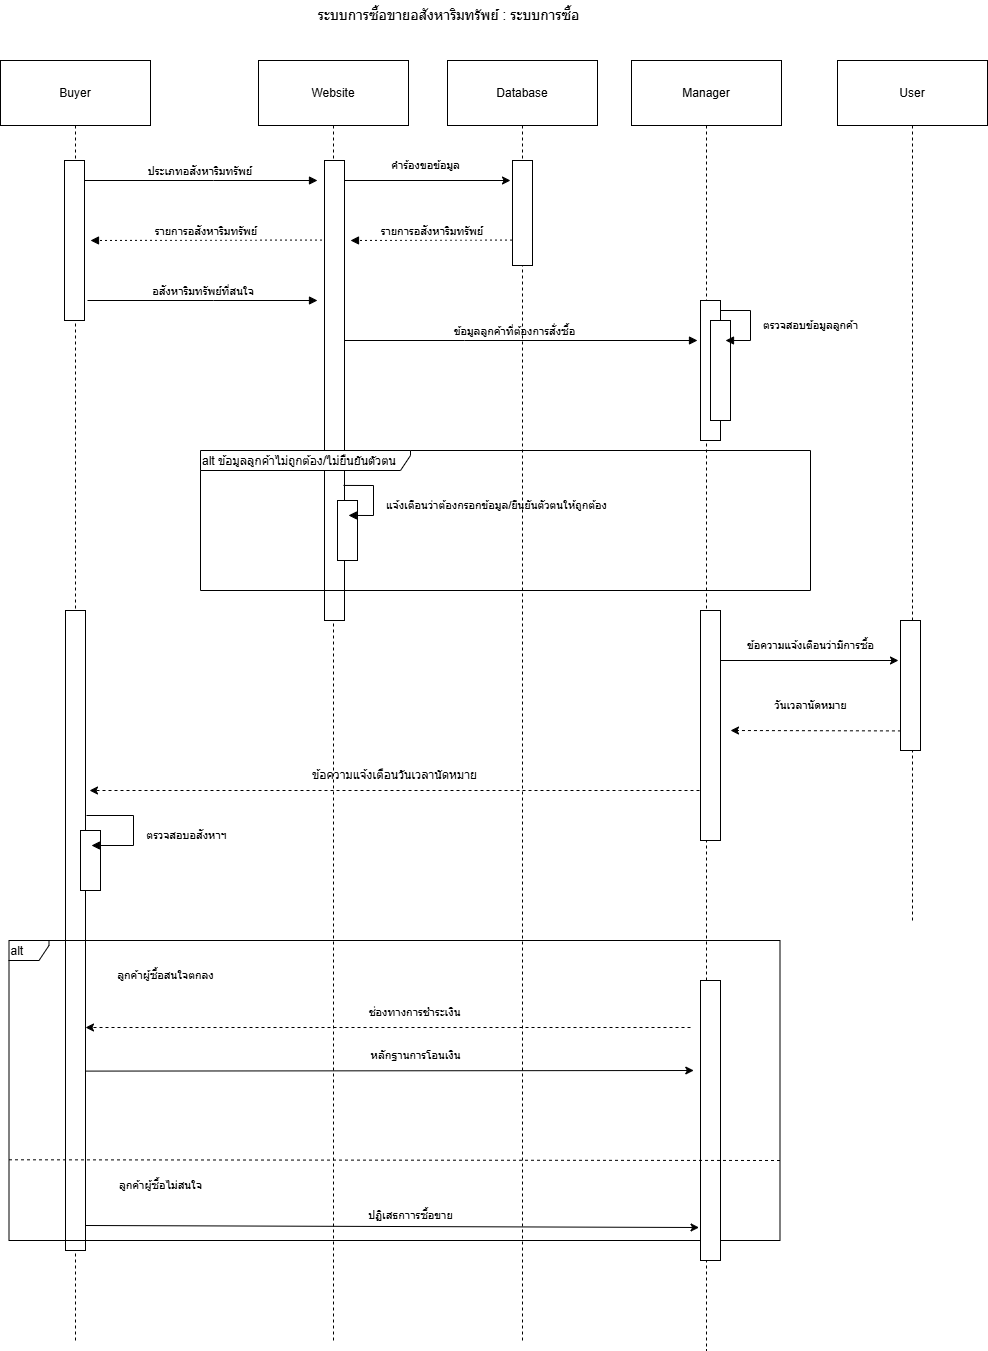 ระบบการซื้อขายอสังหาริมทรัพย์ : ระบบการซื้อ
Buyer
Website
Database
Manager
User
ประเภทอสังหาริมทรัพย์
คำร้องขอข้อมูล
รายการอสังหาริมทรัพย์
รายการอสังหาริมทรัพย์
อสังหาริมทรัพย์ที่สนใจ
ข้อมูลลูกค้าที่ต้องการสั่งซื้อ
ตรวจสอบข้อมูลลูกค้า
alt ข้อมูลลูกค้าไม่ถูกต้อง/ไม่ยืนยันตัวตน
แจ้งเตือนว่าต้องกรอกข้อมูล/ยืนยันตัวตนให้ถูกต้อง
ข้อความแจ้งเตือนว่ามีการซื้อ
วันเวลานัดหมาย
ข้อความแจ้งเตือนวันเวลานัดหมาย
ตรวจสอบอสังหาฯ
alt
ลูกค้าผู้ซื้อสนใจตกลง
ช่องทางการชำระเงิน
หลักฐานการโอนเงิน
ลูกค้าผู้ซื้อไม่สนใจ
ปฏิเสธกาารซื้อขาย